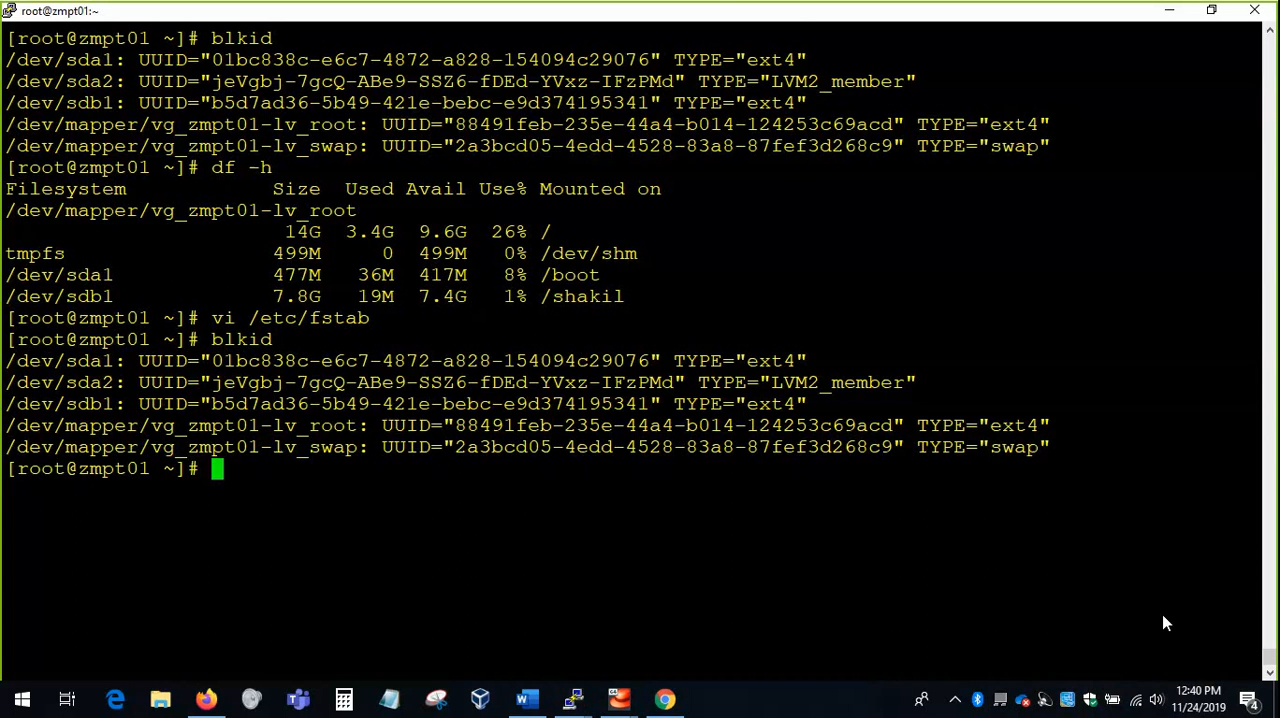 root@zmpt01:~
[root@zmpt01 ~]# blkid
/dev/sda1: UUID="01bc838c-e6c7-4872-a828-154094c29076" TYPE="ext4"
/dev/sda2: UUID="jeVgbj-7gcQ-ABe9-SSZ6-fDEd-YVxz-IFzPMd" TYPE="LVM2_member"
/dev/sdb1: UUID="b5d7ad36-5b49-421e-bebc-e9d374195341" TYPE="ext4"
/dev/mapper/vg_zmpt01-lv_root: UUID="88491feb-235e-44a4-b014-124253c69acd" TYPE="ext4"
/dev/mapper/vg_zmpt01-lv_swap: UUID="2a3bcd05-4edd-4528-83a8-87fef3d268c9" TYPE="swap"
[root@zmpt01 ~]# df -h
Filesystem            Size  Used Avail Use% Mounted on
/dev/mapper/vg_zmpt01-lv_root
                       14G  3.4G  9.6G  26% /
tmpfs                 499M     0  499M   0% /dev/shm
/dev/sda1             477M   36M  417M   8% /boot
/dev/sdb1             7.8G   19M  7.4G   1% /shakil
[root@zmpt01 ~]# vi /etc/fstab
[root@zmpt01 ~]# blkid
/dev/sda1: UUID="01bc838c-e6c7-4872-a828-154094c29076" TYPE="ext4"
/dev/sda2: UUID="jeVgbj-7gcQ-ABe9-SSZ6-fDEd-YVxz-IFzPMd" TYPE="LVM2_member"
/dev/sdb1: UUID="b5d7ad36-5b49-421e-bebc-e9d374195341" TYPE="ext4"
/dev/mapper/vg_zmpt01-lv_root: UUID="88491feb-235e-44a4-b014-124253c69acd" TYPE="ext4"
/dev/mapper/vg_zmpt01-lv_swap: UUID="2a3bcd05-4edd-4528-83a8-87fef3d268c9" TYPE="swap"
[root@zmpt01 ~]#
12:40 PM
11/24/2019
4